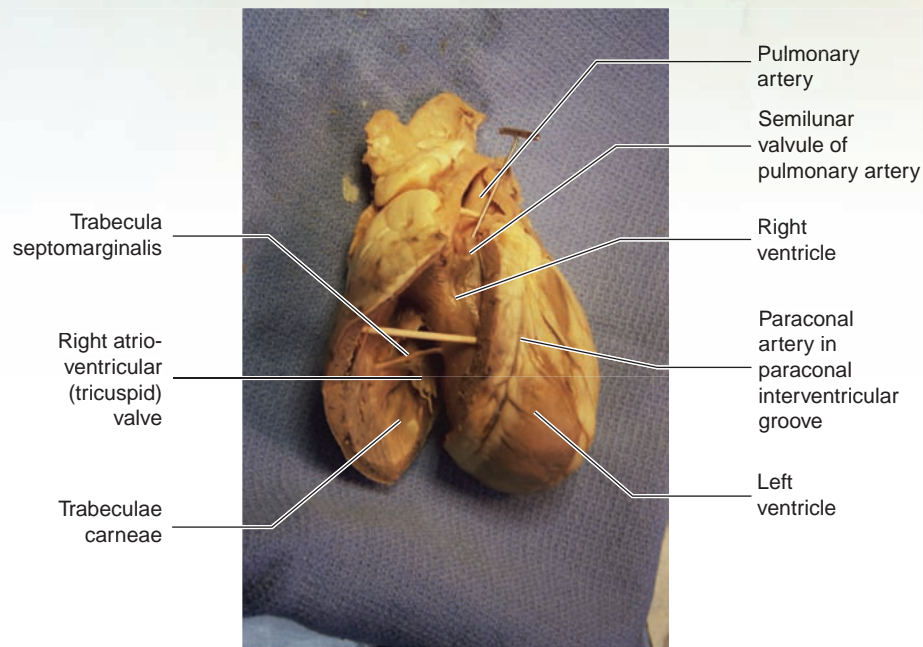 Pulmonary
artery
Semilunar
valvule of
pulmonary artery
Trabecula
septomarginalis
Right
ventricle
Right atrio-
ventricular
(tricuspid)
valve
Paraconal
artery in
paraconal
interventricular
groove
Trabeculae
carneae
Left
ventricle